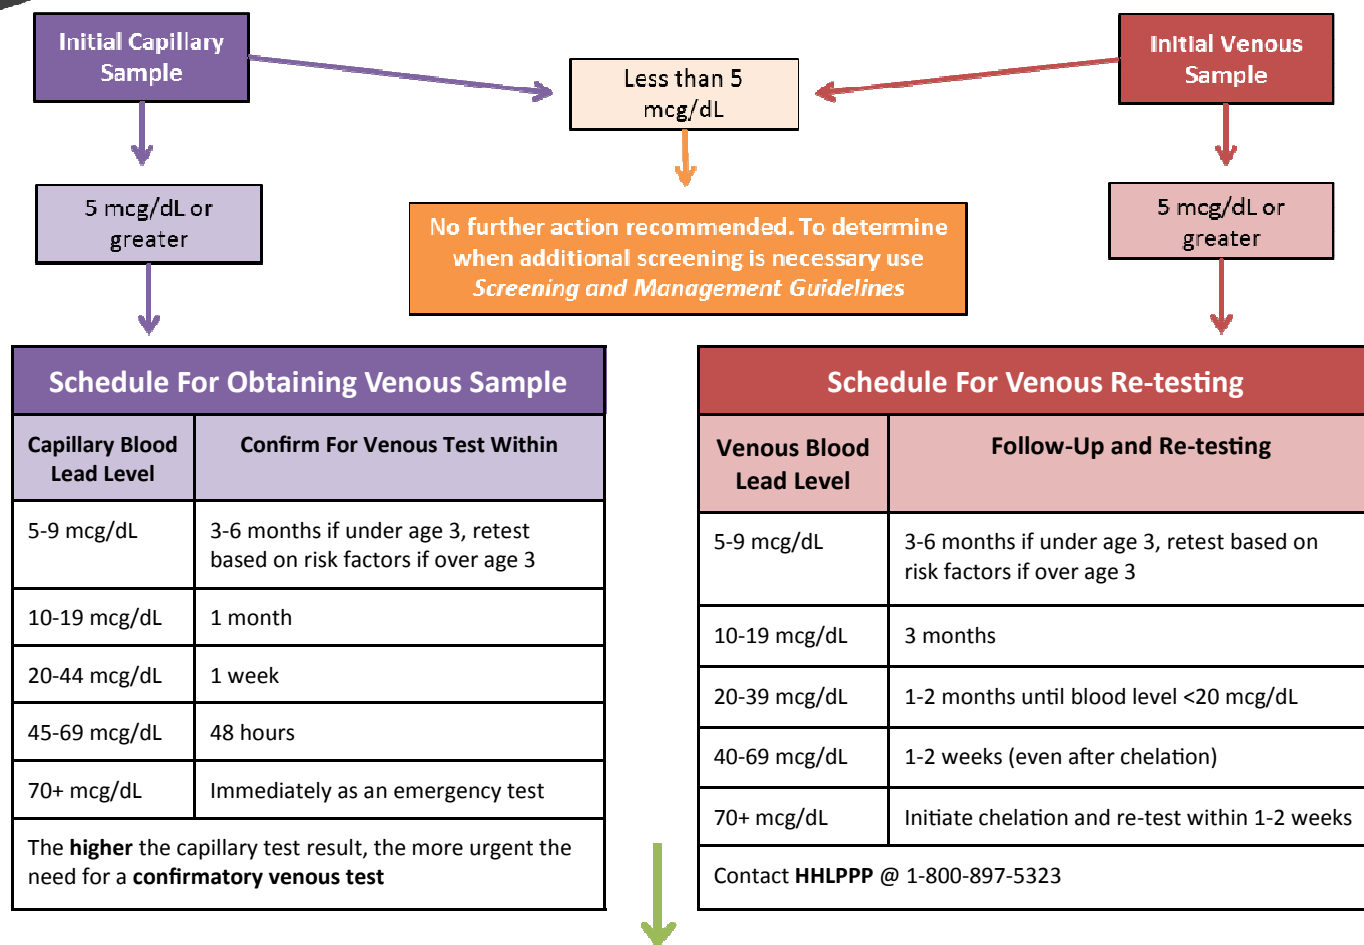 Initial Capillary
Sample
Less than 5
mcg/dL
Initial Venous
Sample
5 mcg/dL or
greater
No further action recommended. To determine
when additional screening is necessary use
Screening and Management Guidelines
5 mcg/dL or
greater
Schedule For Obtaining Venous Sample
Capillary Blood
Lead Level
Confirm For Venous Test Within
5-9 mcg/dL
3-6 months if under age 3, retest
based on risk factors if over age 3
10-19 mcg/dL
1 month
20-44 mcg/dL
1 week
45-69 mcg/dL
48 hours
70+ mcg/dL
Immediately as an emergency test
The higher the capillary test result, the more urgent the
need for a confirmatory venous test
Schedule For Venous Re-testing
Venous Blood
Lead Level
Follow-Up and Re-testing
5-9 mcg/dL
3-6 months if under age 3, retest based on
risk factors if over age 3
10-19 mcg/dL
3 months
20-39 mcg/dL
1-2 months until blood level <20 mcg/dL
40-69 mcg/dL
1-2 weeks (even after chelation)
70+ mcg/dL
Initiate chelation and re-test within 1-2 weeks
Contact HHLPPP @ 1-800-897-5323